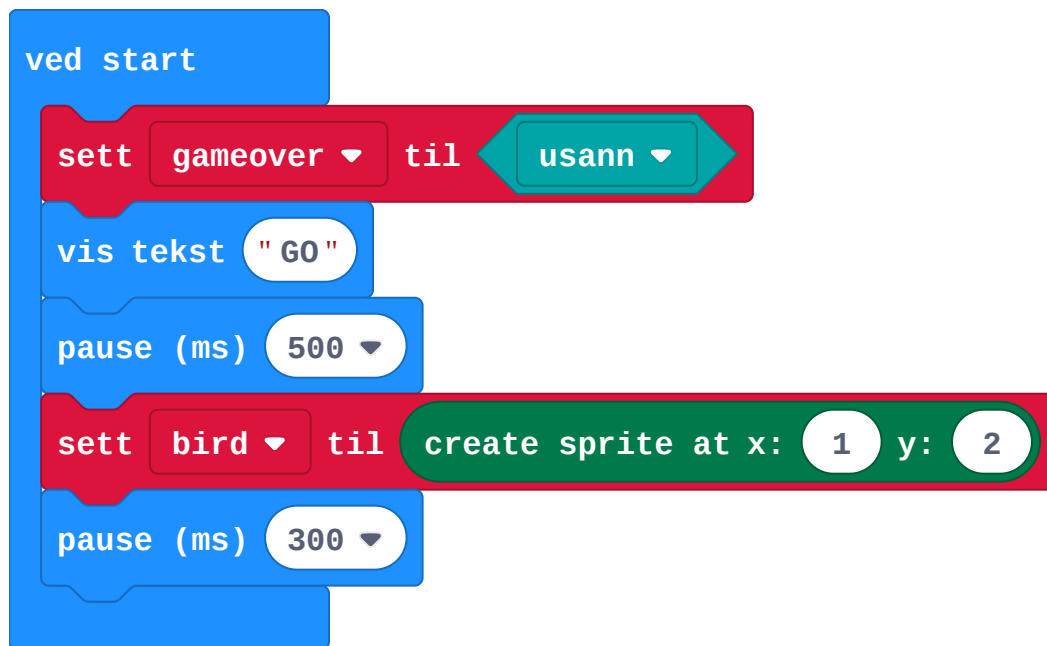 ved start
sett gameover til usann
vis tekst "GO"
pause (ms) 500
sett bird til create sprite at x: 1 y: 2
pause (ms) 300